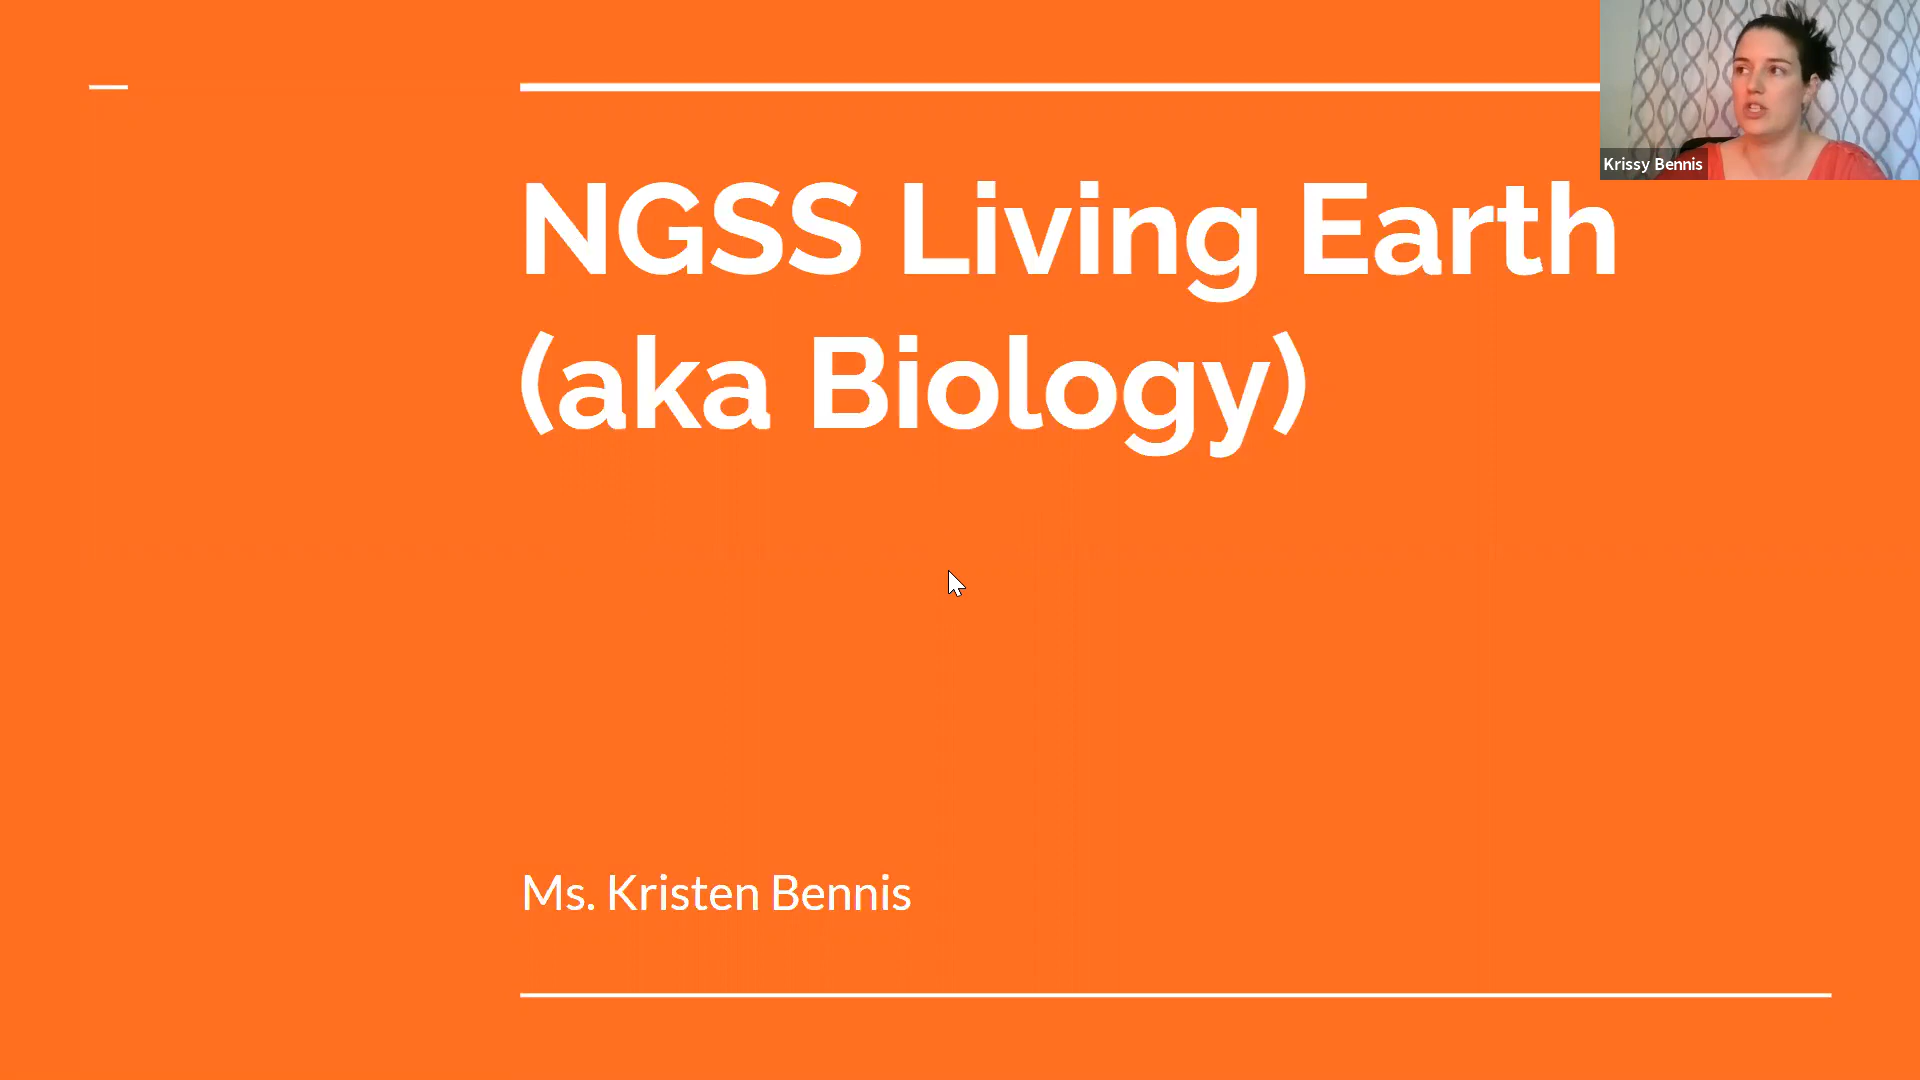 Krissy Bennis
NGSS Living Earth
(aka Biology)
Ms. Kristen Bennis